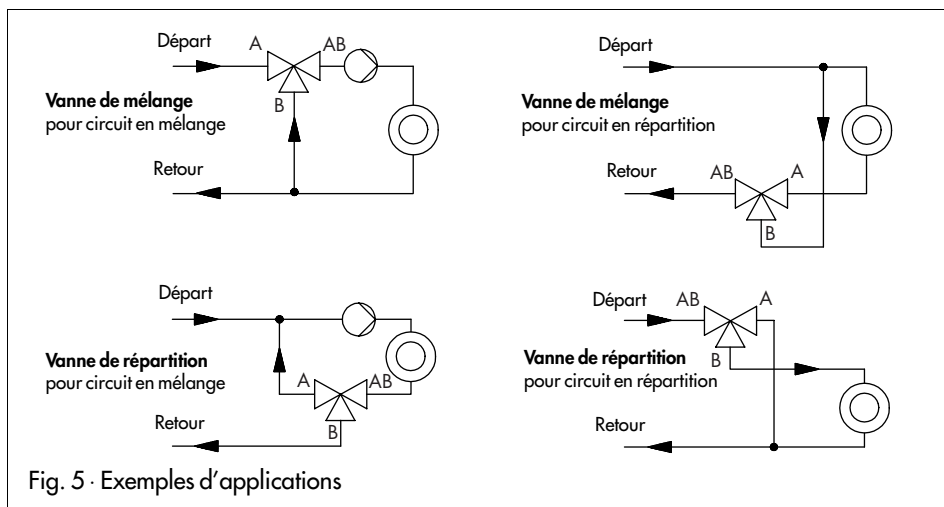 Départ
A
AB
Vanne de mélange
pour circuit en mélange
B
Retour
Départ
Vanne de mélange
pour circuit en répartition
Retour
AB
A
B
Départ
Vanne de répartition
pour circuit en mélange
A
AB
B
Retour
Départ
AB
A
Vanne de répartition
pour circuit en répartition
B
Retour
Fig. 5 · Exemples d’applications